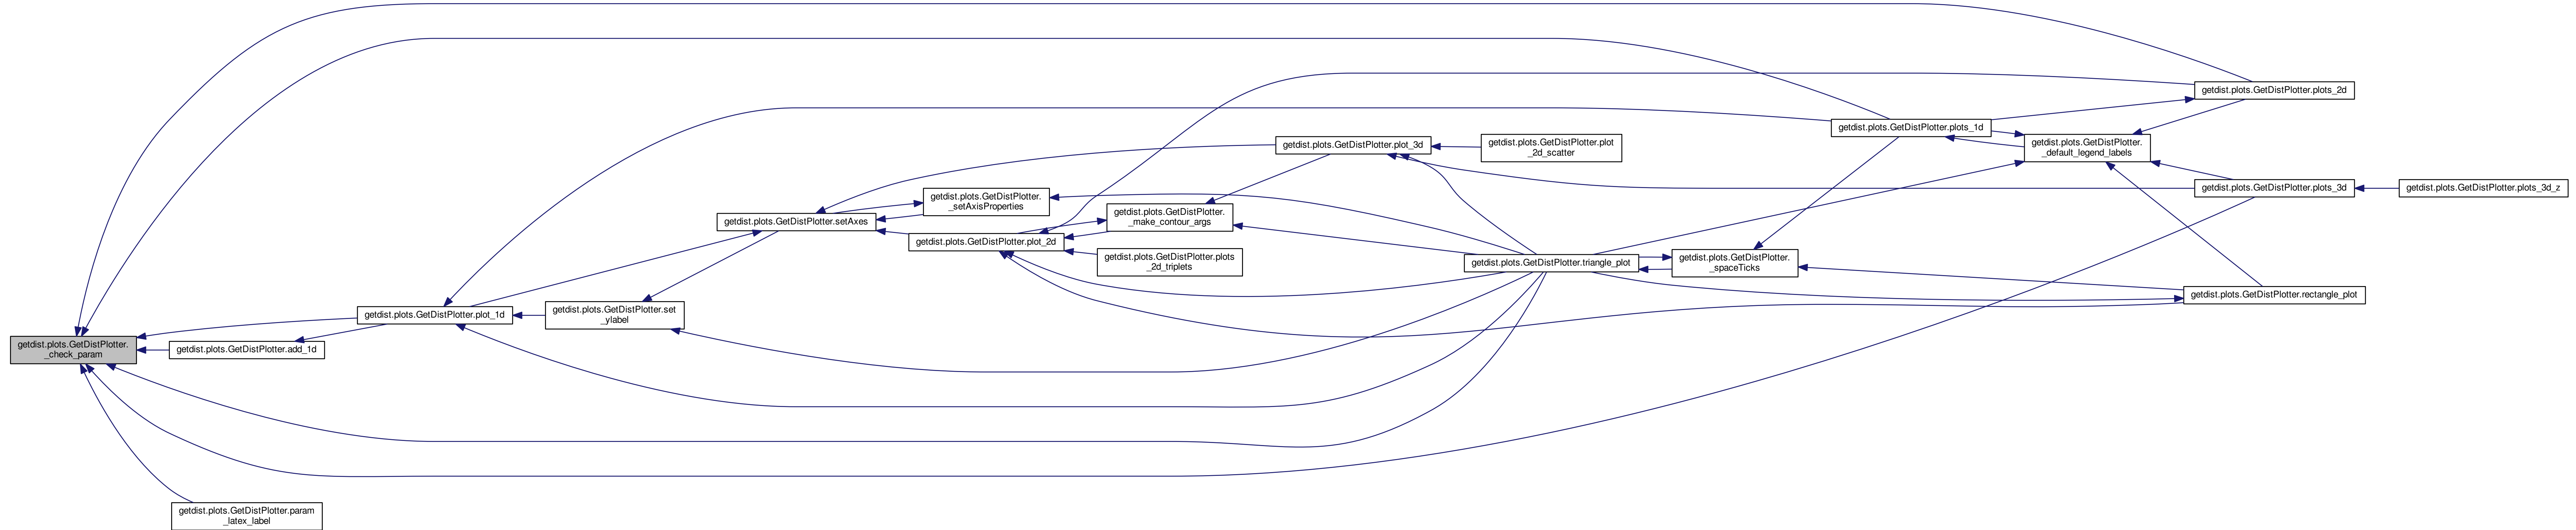 getdist.plots.GetDistPlotter.
_check_param
getdist.plots.GetDistPlotter.add_1d
getdist.plots.GetDistPlotter.param
_latex_label
getdist.plots.GetDistPlotter.plot_1d
getdist.plots.GetDistPlotter.set
_ylabel
getdist.plots.GetDistPlotter.setAxes
getdist.plots.GetDistPlotter.
_setAxisProperties
getdist.plots.GetDistPlotter.plot_2d
getdist.plots.GetDistPlotter.
_make_contour_args
getdist.plots.GetDistPlotter.plots
_2d_triplets
getdist.plots.GetDistPlotter.plot_3d
getdist.plots.GetDistPlotter.plot
_2d_scatter
getdist.plots.GetDistPlotter.triangle_plot
getdist.plots.GetDistPlotter.
_spaceTicks
getdist.plots.GetDistPlotter.plots_1d
getdist.plots.GetDistPlotter.
_default_legend_labels
getdist.plots.GetDistPlotter.plots_2d
getdist.plots.GetDistPlotter.plots_3d
getdist.plots.GetDistPlotter.rectangle_plot
getdist.plots.GetDistPlotter.plots_3d_z